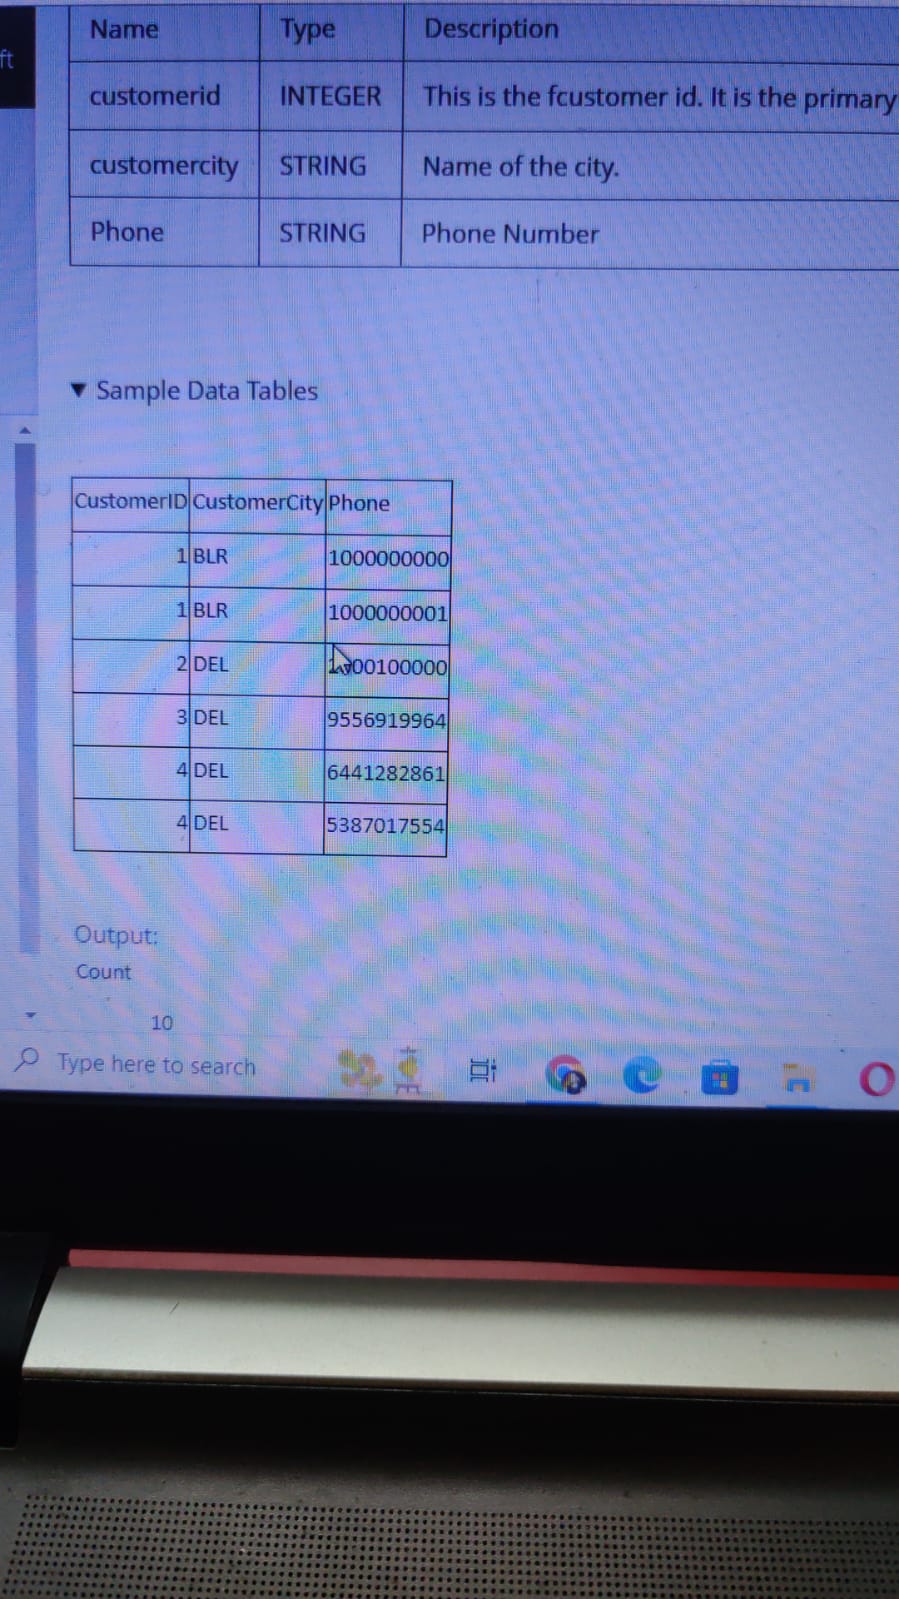 ft
Name Type Description
customerid INTEGER This is the fcustomer id. It is the primary
customercity STRING Name of the city.
Phone STRING Phone Number
▼ Sample Data Tables
CustomerID CustomerCity Phone
1 BLR 1000000000
1 BLR 1000000001
2 DEL
3 DEL 9556919964
4 DEL 6441282861
4 DEL 5387017554
Output:
Count
10
Type here to search